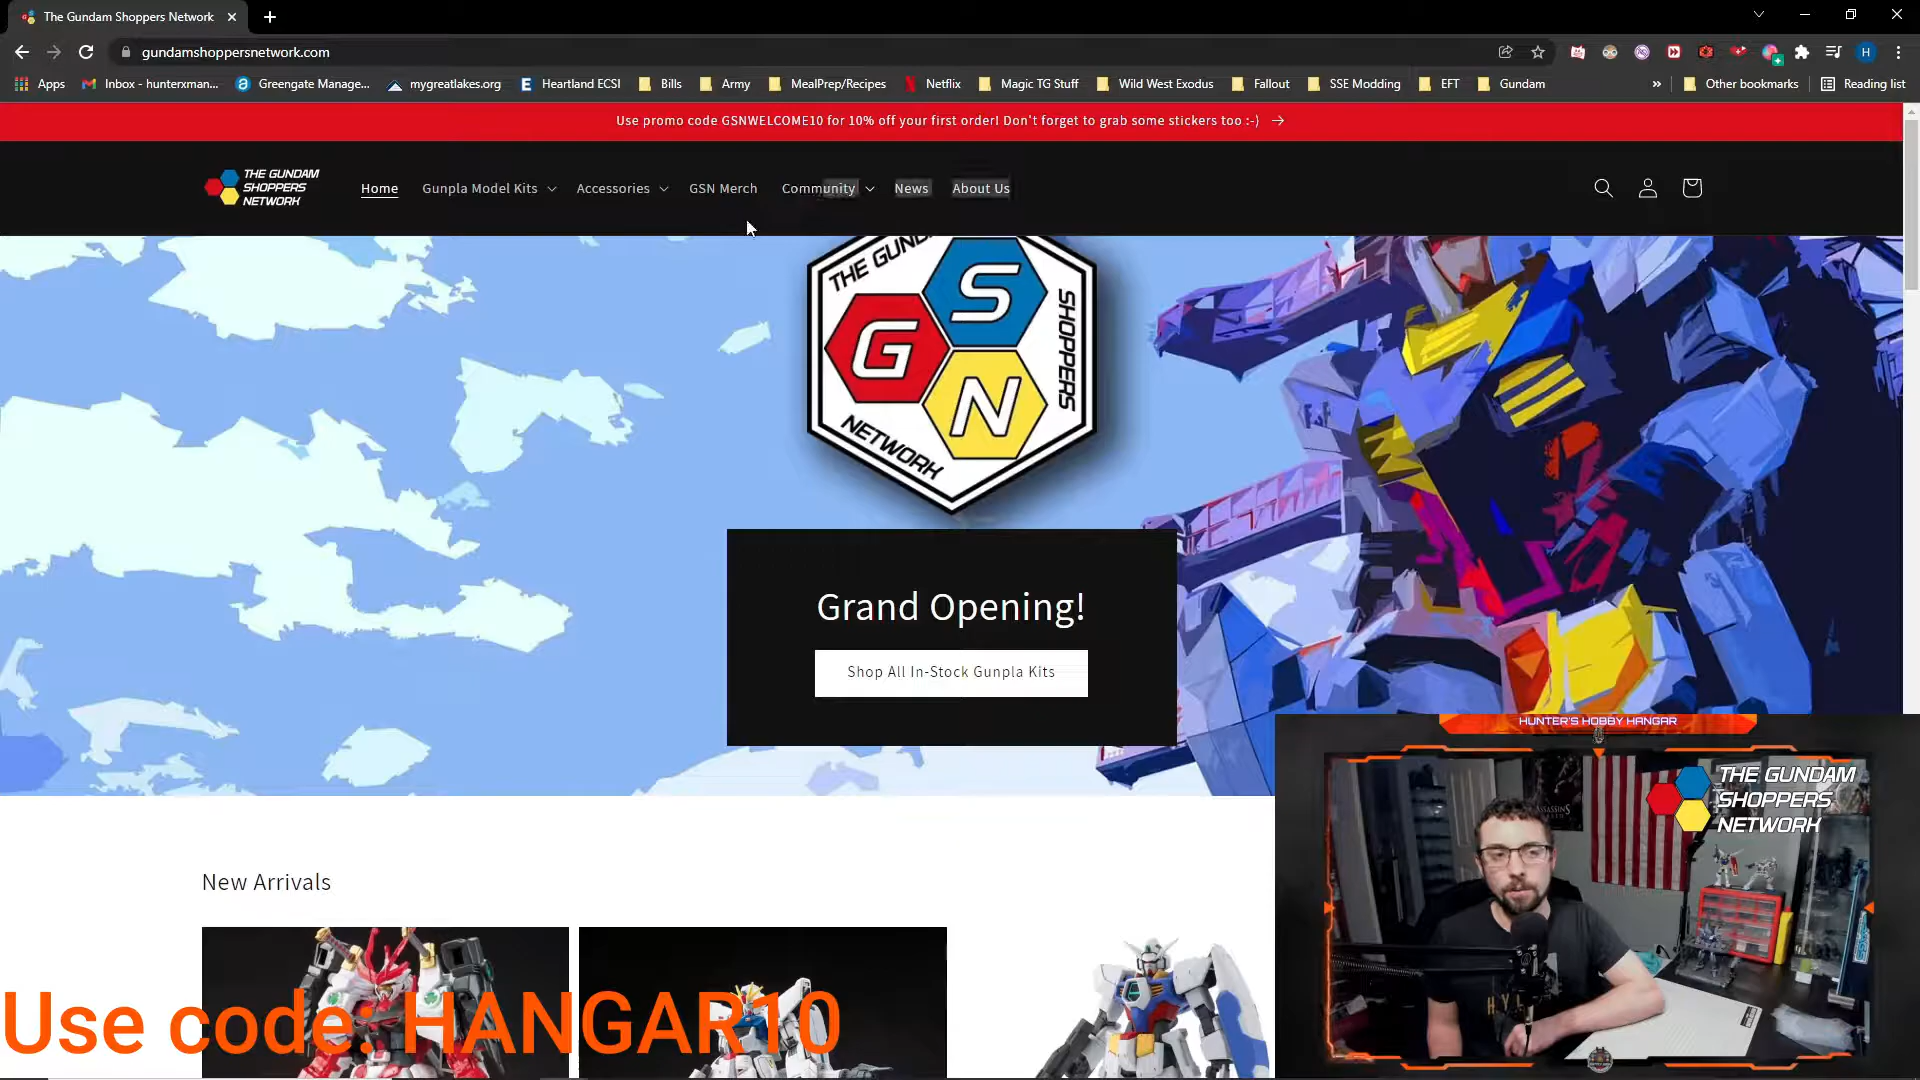 The Gundam Shoppers Network
gundamshoppersnetwork.com
Apps Inbox - hunterxman... Greengate Manage... mygreatlakes.org Heartland ECSI Bills Army MealPrep/Recipes Netflix Magic TG Stuff Wild West Exodus Fallout SSE Modding EFT Gundam » Other bookmarks Reading list
Use promo code GSNWELCOME10 for 10% off your first order! Don't forget to grab some stickers too :-) →
THE GUNDAM
SHOPPERS
NETWORK
Home Gunpla Model Kits Accessories GSN Merch Community News About Us
THE GUND
SHOPPERS
NETWORK
G
S
N
Grand Opening!
Shop All In-Stock Gunpla Kits
HUNTER'S HOBBY HANGAR
THE GUNDAM
SHOPPERS
NETWORK
New Arrivals
Use code: HANGAR10